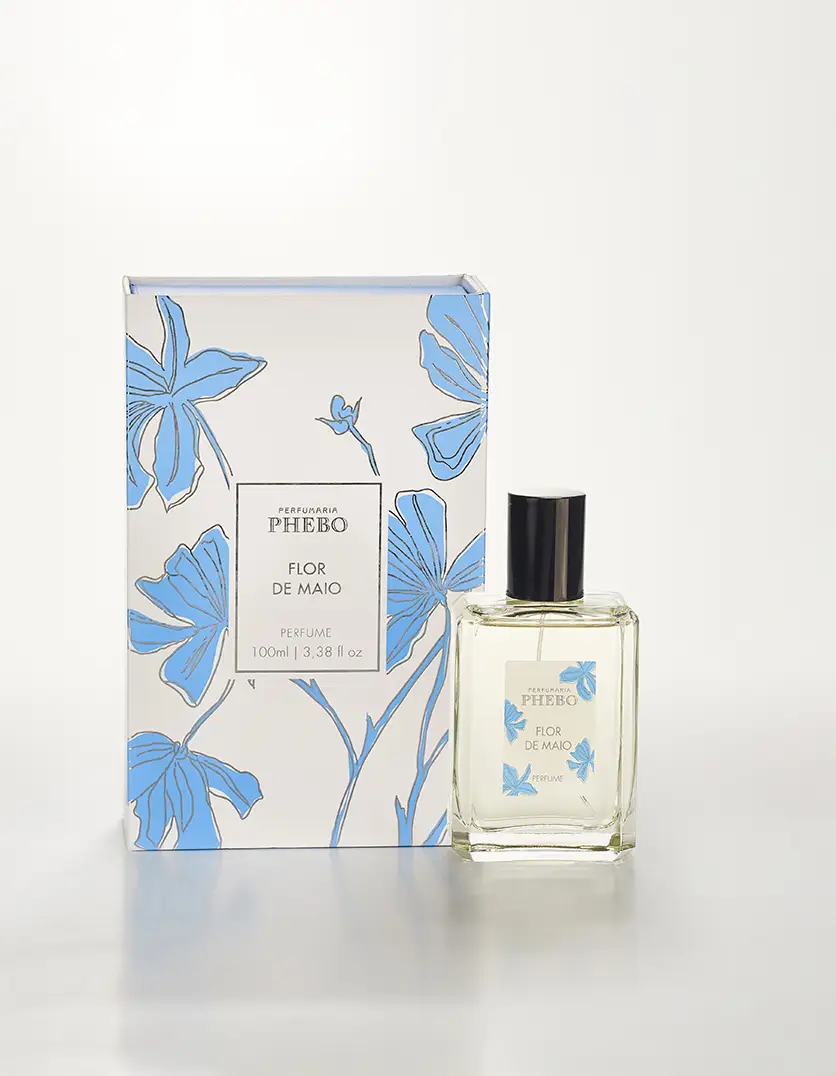 PERFUMARIA
PHEBO
FLOR
DE MAIO
PERFUME
100ml | 3,38 fl oz
PERFUMARIA
PHEBO
FLOR
DE MAIO
PERFUME